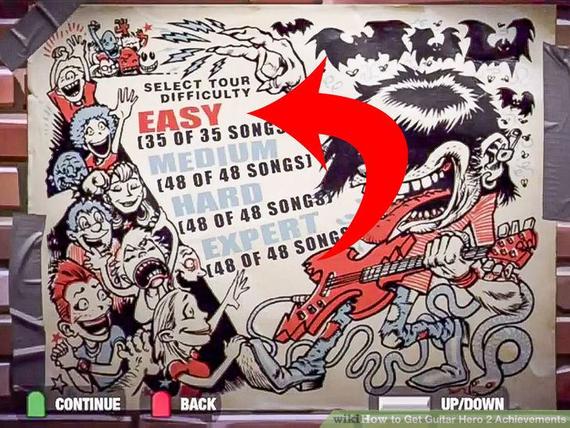 SELECT TOUR
DIFFICULTY
EASY
(35 OF 35 SONGS
MEDIUM
(48 OF 48 SONGS)
HARD
(48 OF 48 SONGS)
EXPERT
(48 OF 48 SONGS
CONTINUE
BACK
UP/DOWN
wikiHow to Get Guitar Hero 2 Achievements